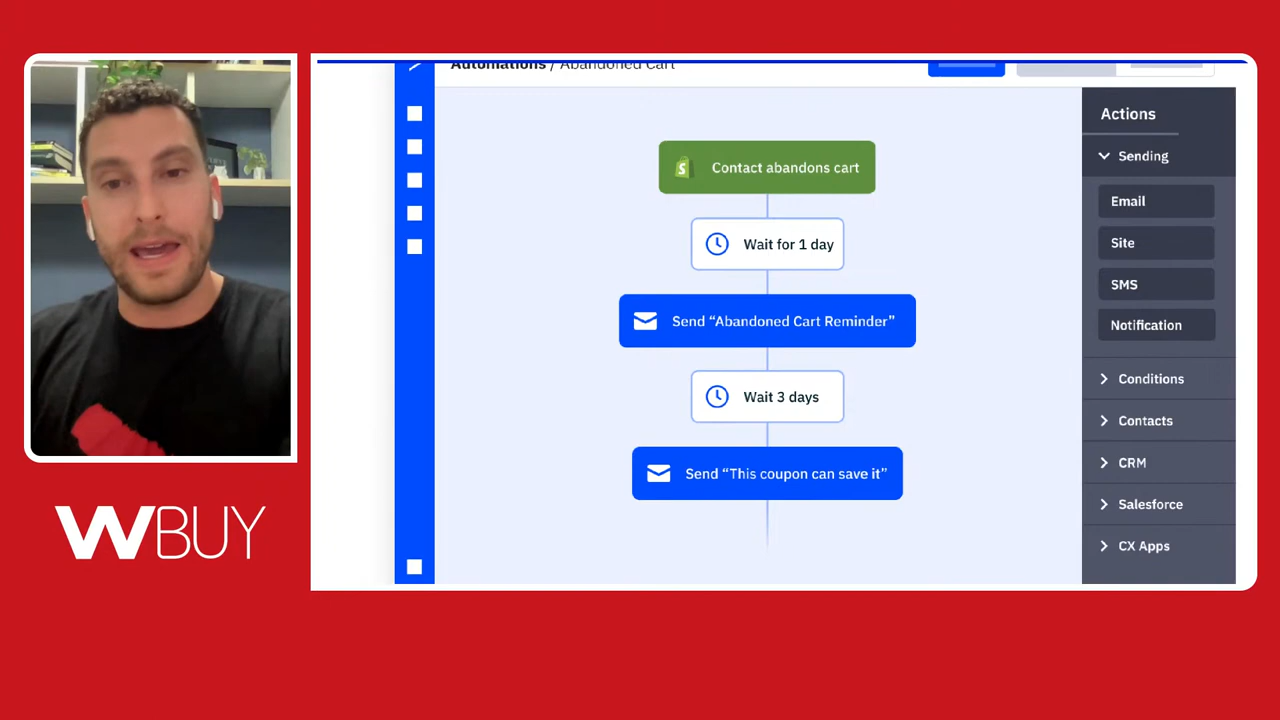 Automations / Abandoned Cart
Contact abandons cart
Wait for 1 day
Send “Abandoned Cart Reminder”
Wait 3 days
Send “This coupon can save it”
Actions
Sending
Email
Site
SMS
Notification
Conditions
Contacts
CRM
Salesforce
CX Apps
WBUY